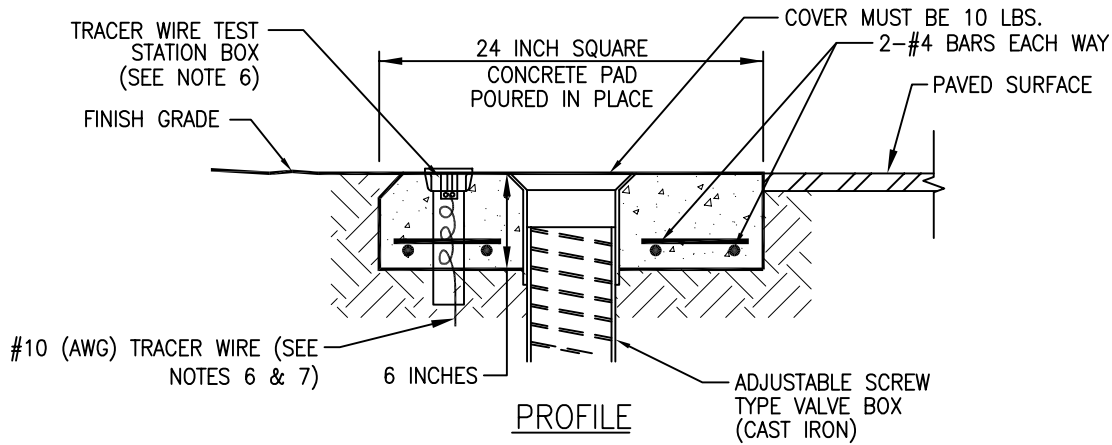 TRACER WIRE TEST
STATION BOX
(SEE NOTE 6)
FINISH GRADE
24 INCH SQUARE
CONCRETE PAD
POURED IN PLACE
COVER MUST BE 10 LBS.
2-#4 BARS EACH WAY
PAVED SURFACE
#10 (AWG) TRACER WIRE (SEE
NOTES 6 & 7)
6 INCHES
ADJUSTABLE SCREW
TYPE VALVE BOX
(CAST IRON)
PROFILE